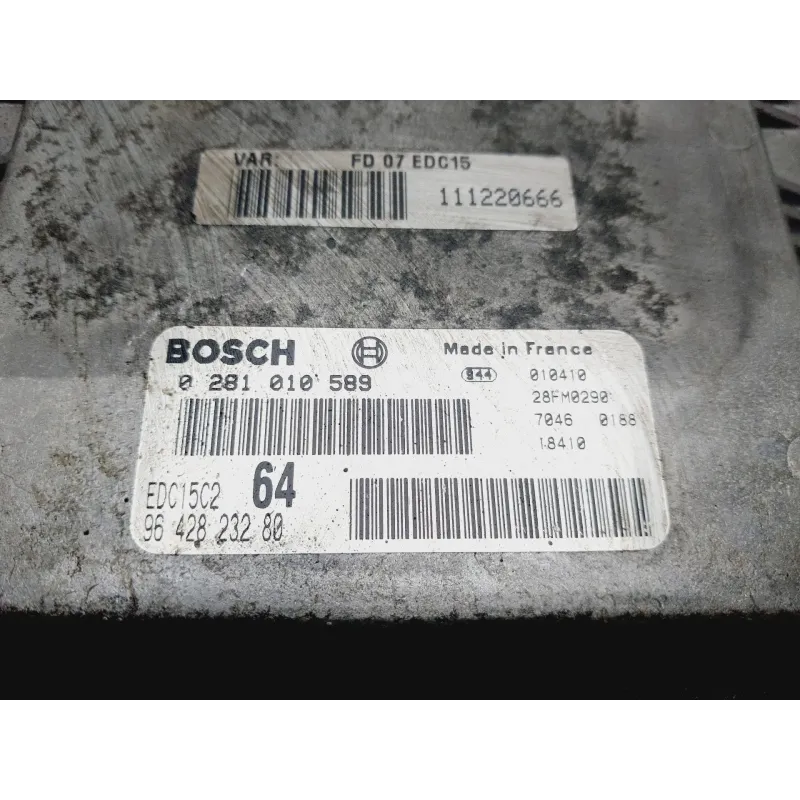 VAR: FD 07 EDC15
111220666
BOSCH Made in France
0 281 010 589 944 010410
28FM0290
7046 0188
18410
EDC15C2 64
96 428 232 80